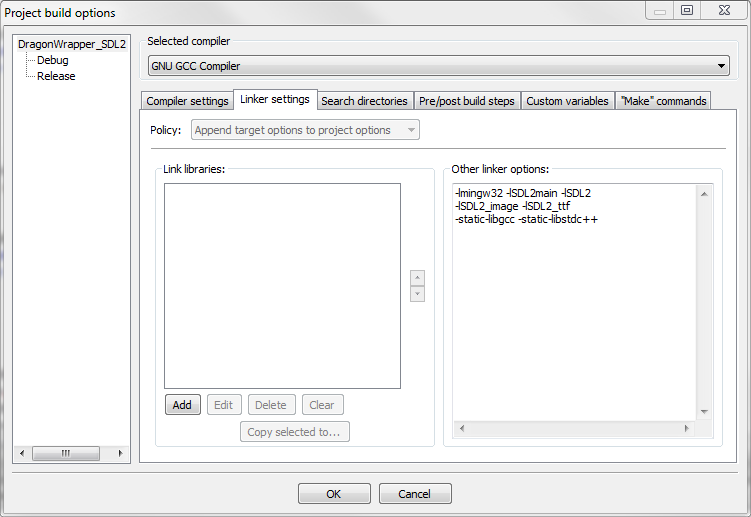 Project build options
DragonWrapper_SDL2
Debug
Release
Selected compiler
GNU GCC Compiler
Compiler settings
Linker settings
Search directories
Pre/post build steps
Custom variables
"Make" commands
Policy:
Append target options to project options
Link libraries:
Add
Edit
Delete
Clear
Copy selected to...
Other linker options:
-lmingw32 -lSDL2main -lSDL2
-lSDL2_image -lSDL2_ttf
-static-libgcc -static-libstdc++
OK
Cancel